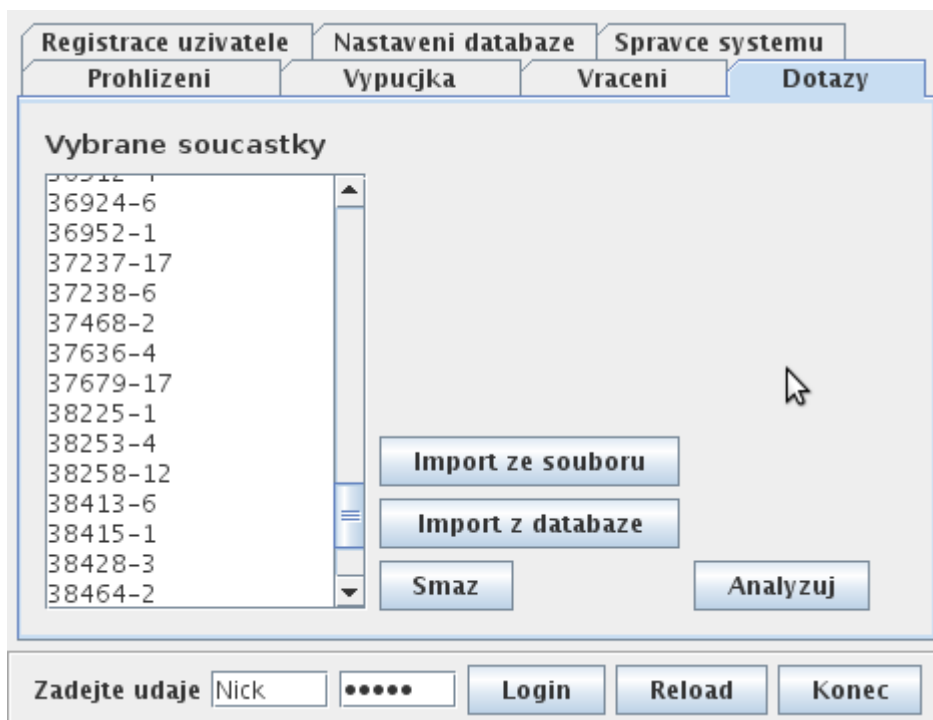 Registrace uzivatele Nastaveni databaze Spravce systemu
Prohlizeni Vypucjka Vraceni Dotazy
Vybrane soucastky
36924-6
36952-1
37237-17
37238-6
37468-2
37636-4
37679-17
38225-1
38253-4
38258-12
38413-6
38415-1
38428-3
38464-2
Import ze souboru
Import z databaze
Smaz Analyzuj
Zadejte udaje Nick ••••• Login Reload Konec